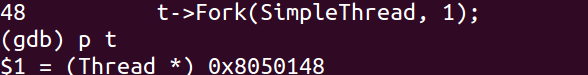 48 t->Fork(SimpleThread, 1);
(gdb) p t
$1 = (Thread *) 0x8050148